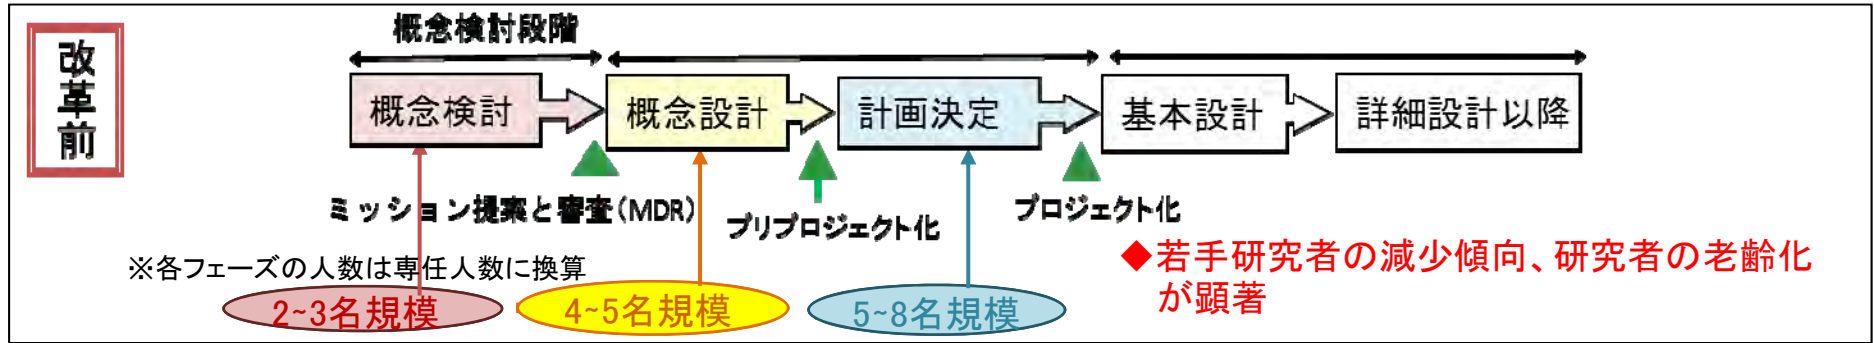 改革前
概念検討段階
概念検討
概念設計
計画決定
基本設計
詳細設計以降
ミッション提案と審査(MDR)
プリプロジェクト化
プロジェクト化
※各フェーズの人数は専任人数に換算
2~3名規模
4~5名規模
5~8名規模
◆若手研究者の減少傾向、研究者の老齢化
が顕著